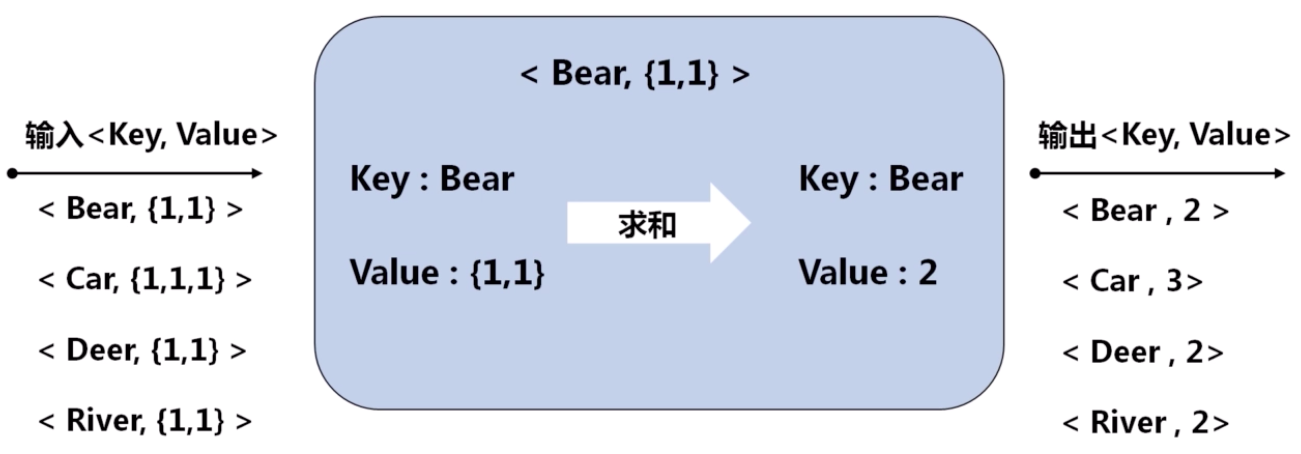 输入<Key, Value>
< Bear, {1,1} >
< Car, {1,1,1} >
< Deer, {1,1} >
< River, {1,1} >
< Bear, {1,1} >
Key : Bear
Value : {1,1}
求和
Key : Bear
Value : 2
输出<Key, Value>
< Bear , 2 >
< Car , 3>
< Deer , 2>
< River , 2>